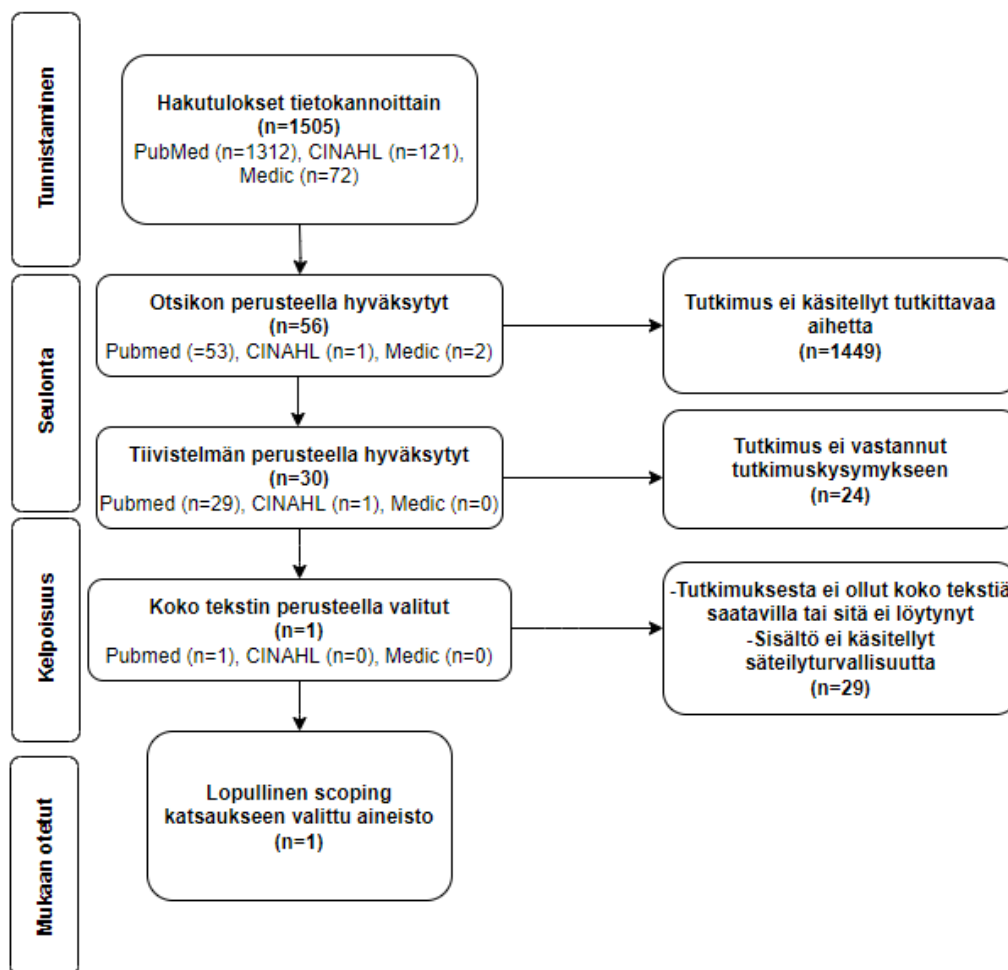 Tunnistaminen
Hakutulokset tietokannoittain
(n=1505)
PubMed (n=1312), CINAHL (n=121),
Medic (n=72)
Seulonta
Otsikon perusteella hyväksytyt
(n=56)
Pubmed (=53), CINAHL (n=1), Medic (n=2)
Tutkimus ei käsitellyt tutkittavaa
aihetta
(n=1449)
Tiivistelmän perusteella hyväksytyt
(n=30)
Pubmed (n=29), CINAHL (n=1), Medic (n=0)
Tutkimus ei vastannut
tutkimuskysymykseen
(n=24)
Kelpoisuus
Koko tekstin perusteella valitut
(n=1)
Pubmed (n=1), CINAHL (n=0), Medic (n=0)
-Tutkimuksesta ei ollut koko tekstiä
saatavilla tai sitä ei löytynyt
-Sisältö ei käsitellyt
säteilyturvallisuutta
(n=29)
Mukaan otetut
Lopullinen scoping
katsaukseen valittu aineisto
(n=1)